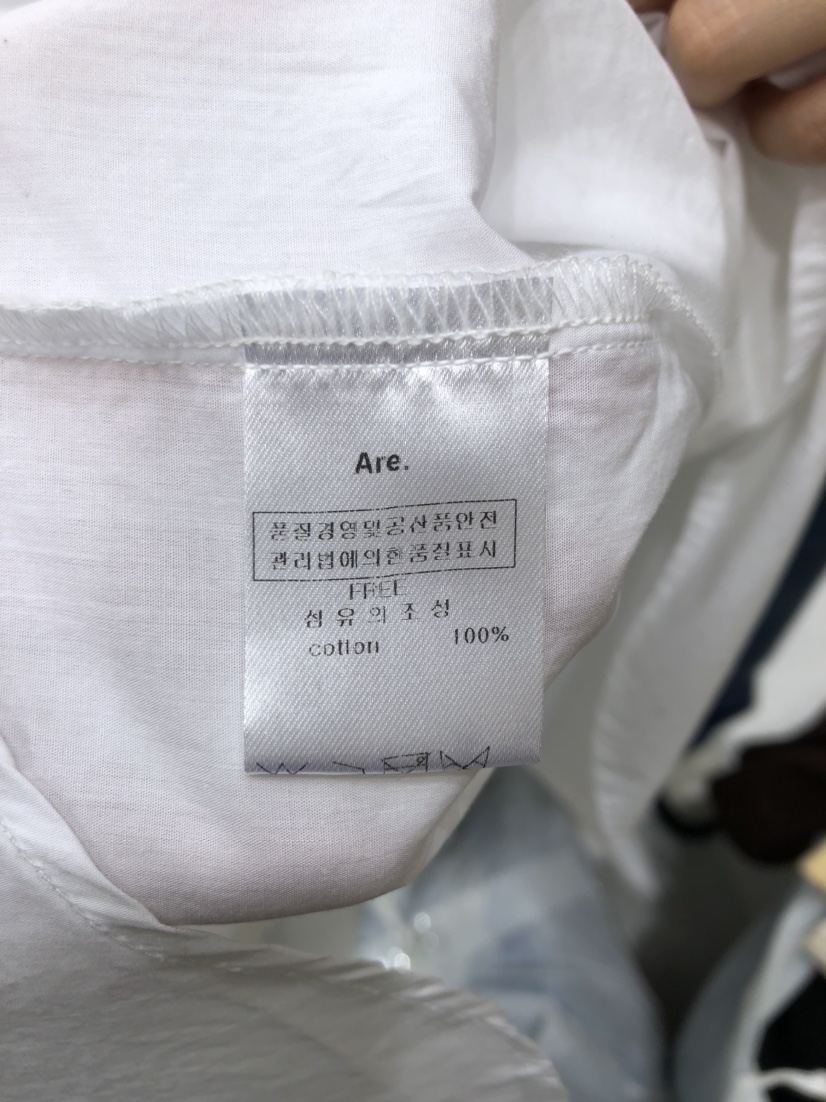 Are.
품질경영및공산품안전
관리법에의한품질표시
FREE
섬유의조성
cotton 100%